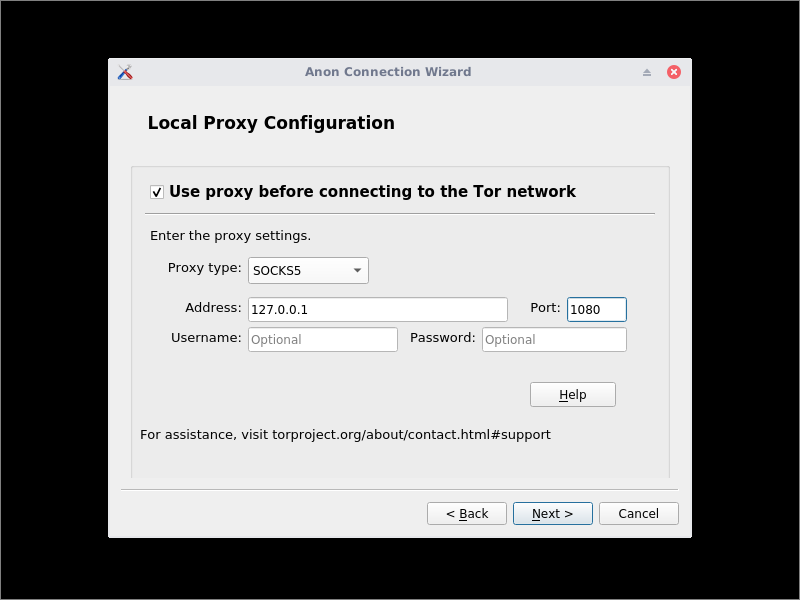 Anon Connection Wizard
Local Proxy Configuration
Use proxy before connecting to the Tor network
Enter the proxy settings.
Proxy type: SOCKS5
Address: 127.0.0.1 Port: 1080
Username: Optional Password: Optional
Help
For assistance, visit torproject.org/about/contact.html#support
< Back Next > Cancel